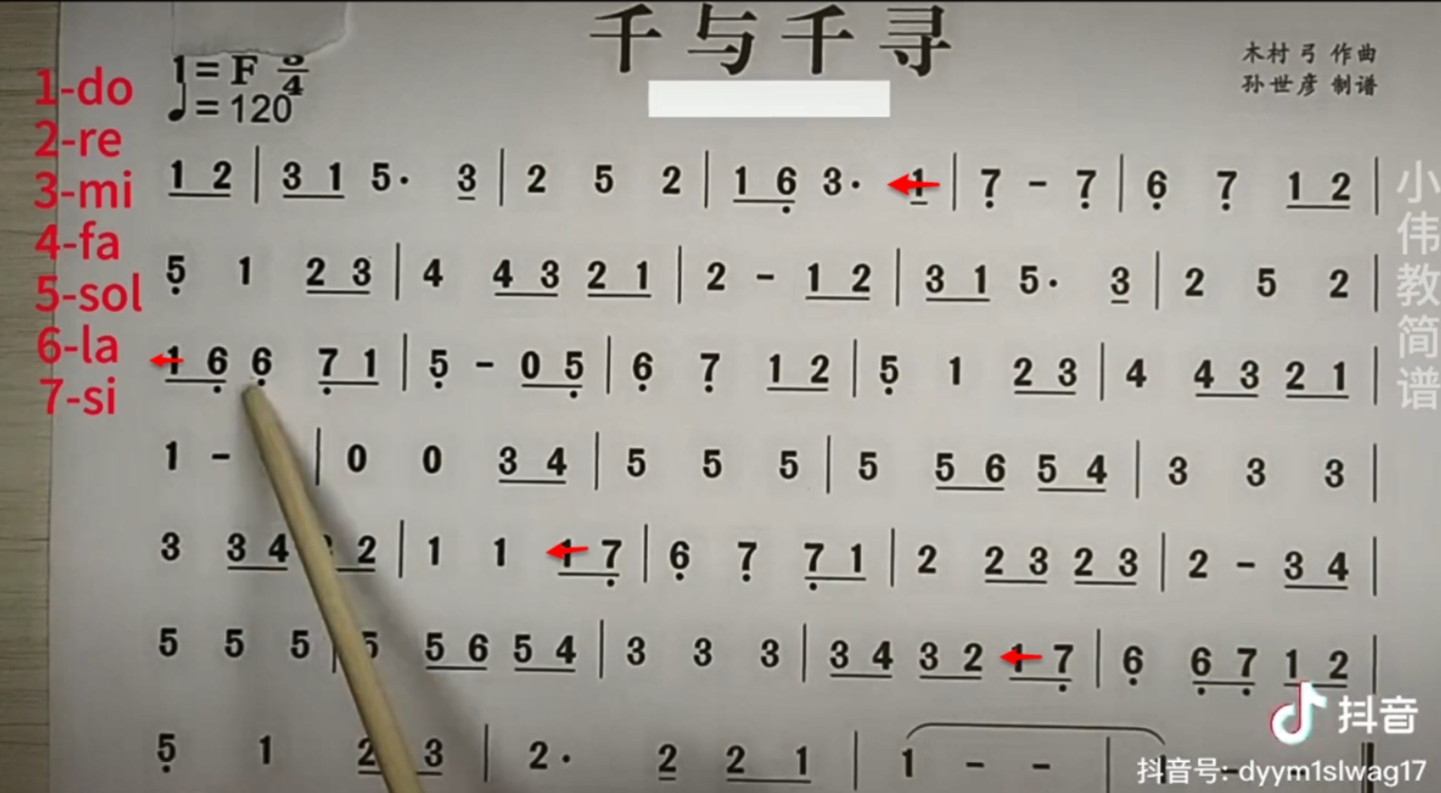 千与千寻
木村弓 作曲
孙世彦 制谱
1=F 3/4
♩=120
1-do
2-re
3-mi
4-fa
5-sol
6-la
7-si
1 2 | 3 1 5· 3 | 2 5 2 | 1 6̣ 3· 1 | 7̣ - 7̣ | 6̣ 7̣ 1 2 |
5̣ 1 2 3 | 4 4 3 2 1 | 2 - 1 2 | 3 1 5· 3 | 2 5 2 |
1 6̣ 6̣ 7̣ 1 | 5̣ - 0 5̣ | 6̣ 7̣ 1 2 | 5̣ 1 2 3 | 4 4 3 2 1 |
1 - | 0 0 3 4 | 5 5 5 | 5 5 6 5 4 | 3 3 3 |
3 3 4 2 | 1 1 1 7̣ | 6̣ 7̣ 7̣ 1 | 2 2 3 2 3 | 2 - 3 4 |
5 5 5 | 5 5 6 5 4 | 3 3 3 | 3 4 3 2 1 7̣ | 6̣ 6̣ 7̣ 1 2 |
5̣ 1 2 3 | 2· 2 2 1 | 1 - - |
小伟教简谱
抖音
抖音号: dyym1slwag17